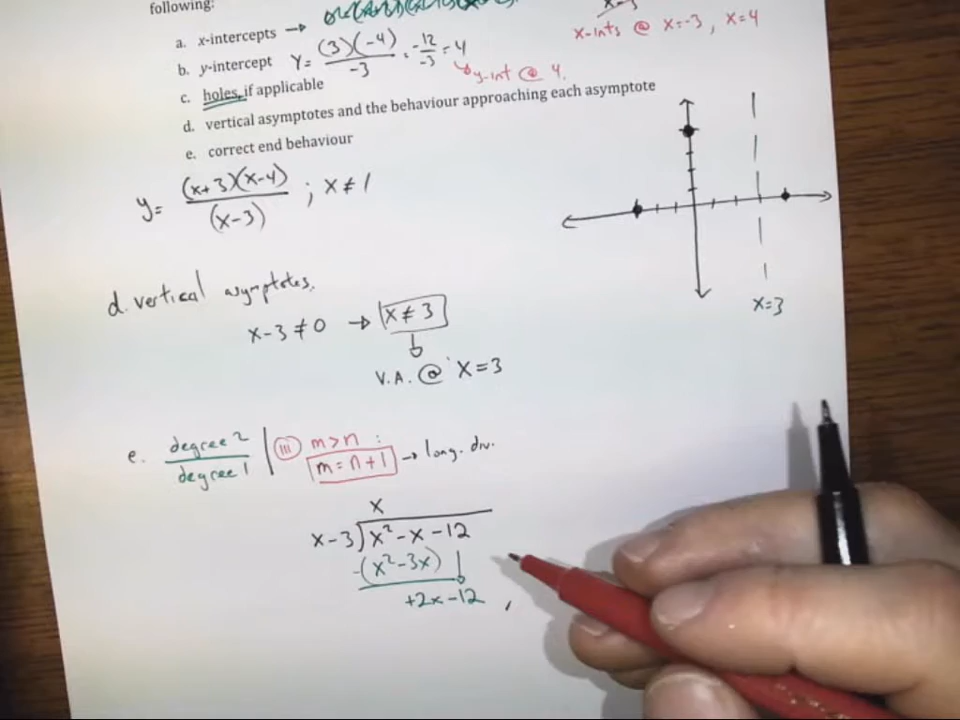 following:
a. x-intercepts →
x-ints @ x=-3, x=4
b. y-intercept y= (3)(-4)/-3 = -12/-3 = 4
↳ y-int @ 4.
c. holes, if applicable
d. vertical asymptotes and the behaviour approaching each asymptote
e. correct end behaviour
y= (x+3)(x-4)/(x-3) ; x≠1
x=3
d. vertical asymptotes.
x-3≠0 → x≠3
V.A. @ x=3
e. degree 2/degree 1 | iii m>n :
m=n+1 → long. div.
x
x-3)x²-x-12
-(x²-3x)
+2x-12